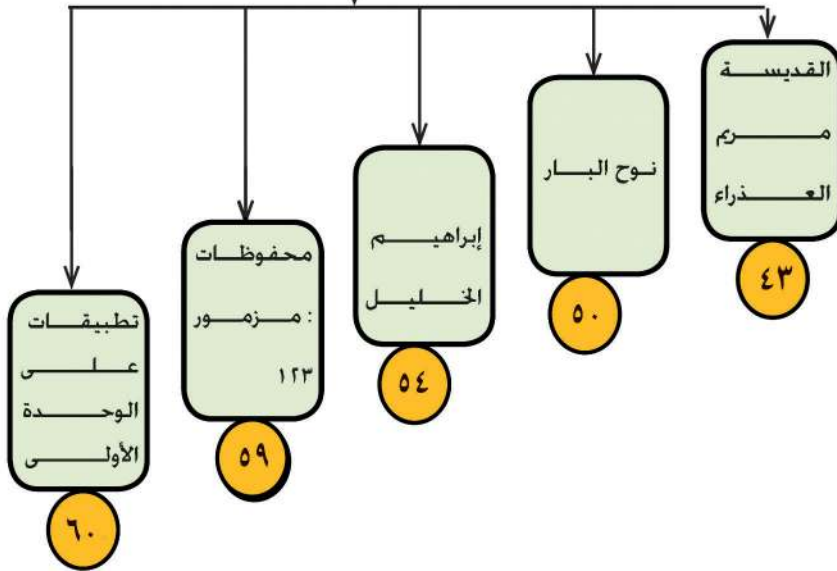 القديسة
مريم
العذراء
٤٣
نوح البار
٥٠
إبراهيم
الخليل
٥٤
محفوظات
: مزمور
١٢٣
٥٩
تطبيقات
على
الوحدة
الأولى
٦٠